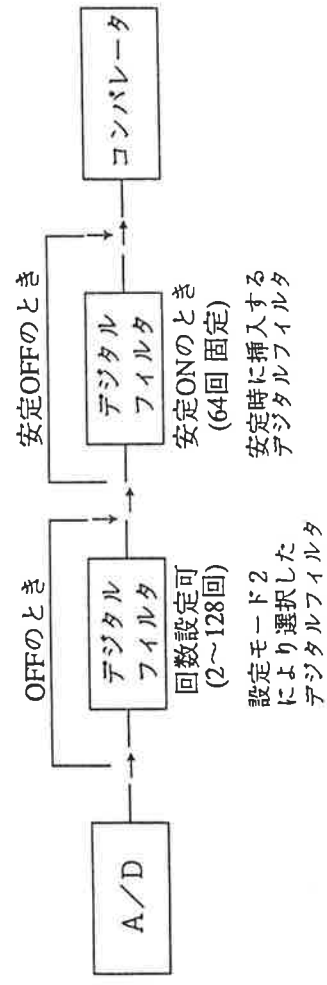 A/D
OFFのとき
デジタル
フィルタ
回数設定可
(2〜128回)
設定モード2
により選択した
デジタルフィルタ
安定OFFのとき
デジタル
フィルタ
安定ONのとき
(64回 固定)
安定時に挿入する
デジタルフィルタ
コンパレータ